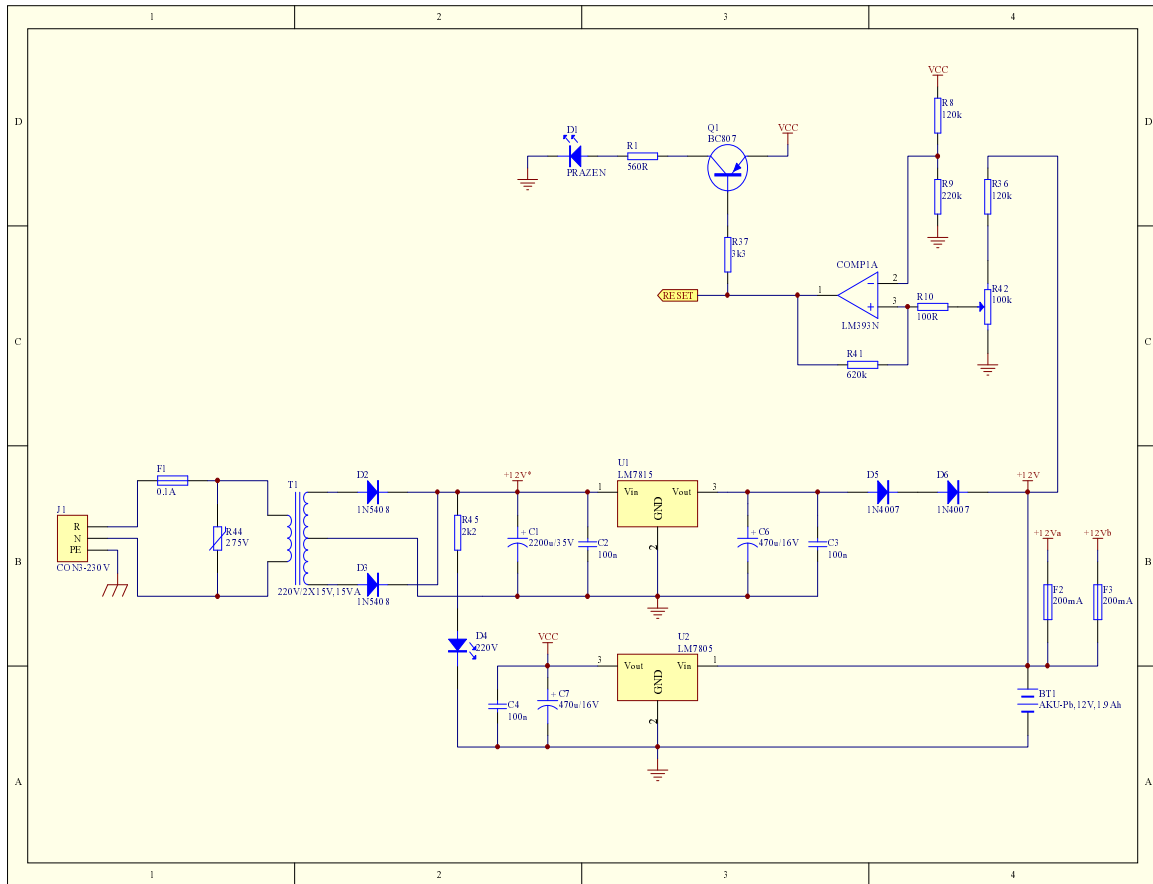 1 2 3 4
D D
VCC
R8
120k
D1
PRAZEN
R1
560R
Q1
BC807
VCC
R9
220k
R36
120k
R37
3k3
COMP1A
2
1
3
LM393N
RESET
R10
100R
R42
100k
R41
620k
C C
F1
0.1A
T1
D2
1N5408
+12V*
U1
LM7815
1 Vin Vout 3
GND
2
D5
1N4007
D6
1N4007
+12V
J1
R
N
PE
CON3-230V
R44
275V
R45
2k2
+ C1
2200u/35V
C2
100n
+ C6
470u/16V
C3
100n
+12Va +12Vb
B B
D3
1N5408
220V/2X15V,15VA
F2
200mA
F3
200mA
D4
220V
VCC
U2
LM7805
3 Vout Vin 1
GND
2
C4
100n
+ C7
470u/16V
BT1
AKU-Pb,12V,1.9Ah
A A
1 2 3 4